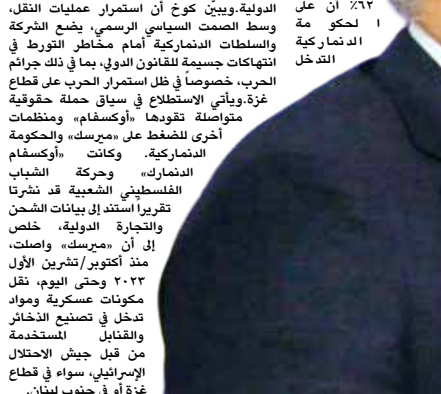 ٦٢٪ أن على
الحكومة
الدنماركية
التدخل
الدولية.ويبيّن كوخ أن استمرار عمليات النقل،
وسط الصمت السياسي الرسمي، يضع الشركة
والسلطات الدنماركية أمام مخاطر التورط في
انتهاكات جسيمة للقانون الدولي، بما في ذلك جرائم
الحرب، خصوصاً في ظل استمرار الحرب على قطاع
غزة.ويأتي الاستطلاع في سياق حملة حقوقية
متواصلة تقودها «أوكسفام» ومنظمات
أخرى للضغط على «ميرسك» والحكومة
الدنماركية. وكانت «أوكسفام
الدنمارك» وحركة الشباب
الفلسطيني الشعبية قد نشرتا
تقريراً استند إلى بيانات الشحن
والتجارة الدولية، خلص
إلى أن «ميرسك» واصلت،
منذ أكتوبر/تشرين الأول
٢٠٢٣ وحتى اليوم، نقل
مكونات عسكرية ومواد
تدخل في تصنيع الذخائر
والقنابل المستخدمة
من قبل جيش الاحتلال
الإسرائيلي، سواء في قطاع
غزة أو في جنوب لبنان.